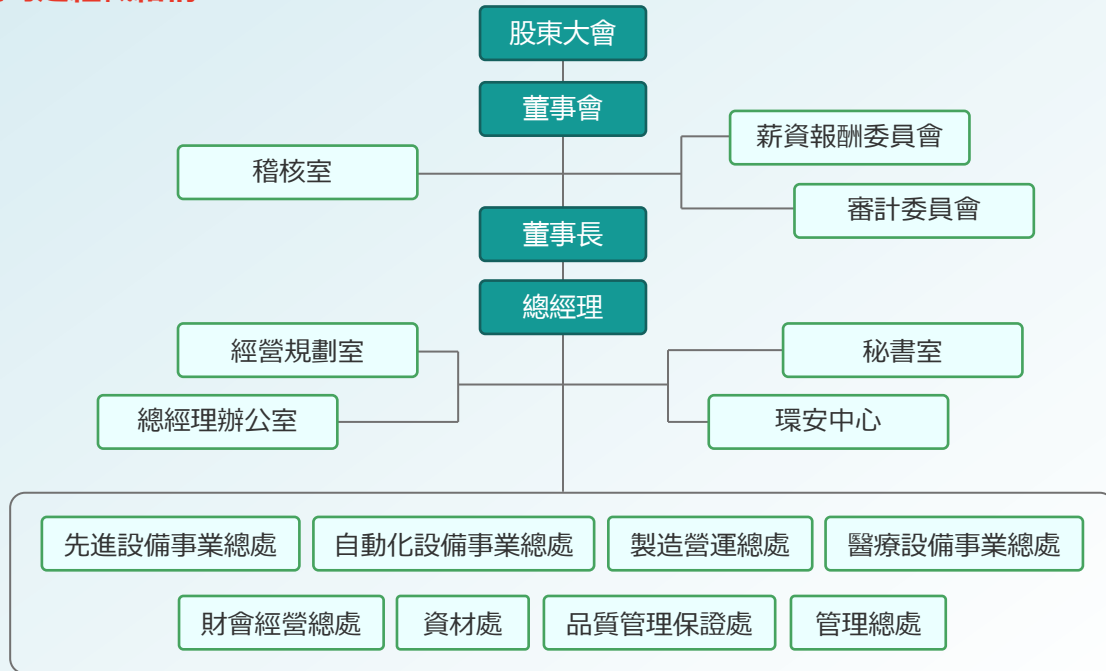 股東大會
董事會
薪資報酬委員會
稽核室
審計委員會
董事長
總經理
經營規劃室
秘書室
總經理辦公室
環安中心
先進設備事業總處
自動化設備事業總處
製造營運總處
醫療設備事業總處
財會經營總處
資材處
品質管理保證處
管理總處